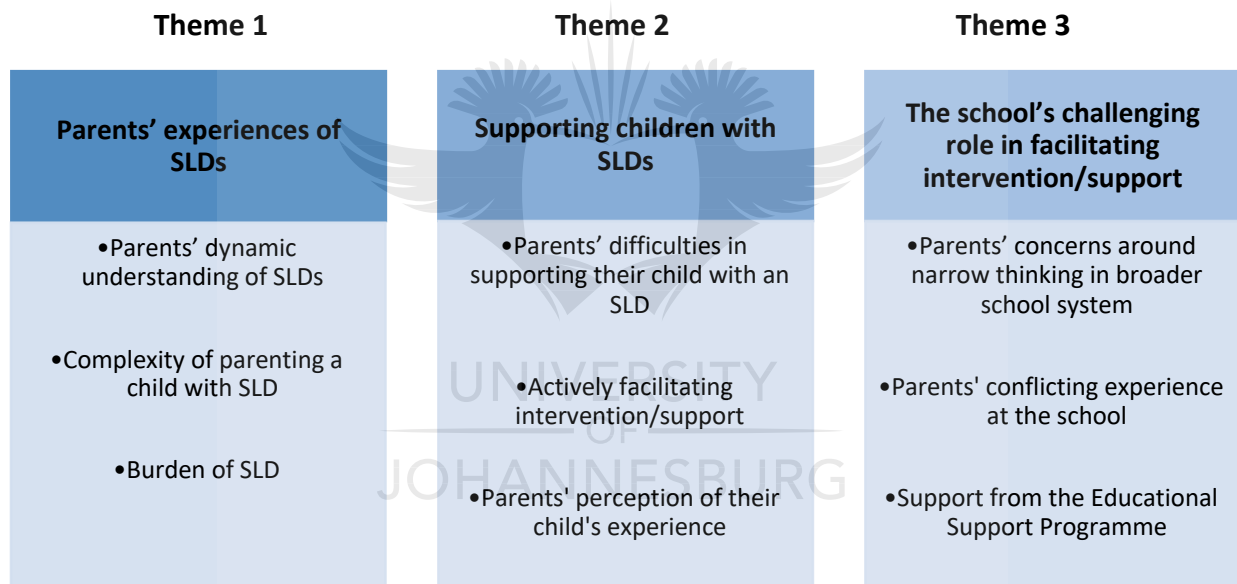 Theme 1
Parents’ experiences of
SLDs
•Parents’ dynamic
understanding of SLDs
•Complexity of parenting a
child with SLD
•Burden of SLD
Theme 2
Supporting children with
SLDs
•Parents’ difficulties in
supporting their child with an
SLD
•Actively facilitating
intervention/support
•Parents' perception of their
child's experience
Theme 3
The school’s challenging
role in facilitating
intervention/support
•Parents’ concerns around
narrow thinking in broader
school system
•Parents' conflicting experience
at the school
•Support from the Educational
Support Programme
UNIVERSITY
OF
JOHANNESBURG